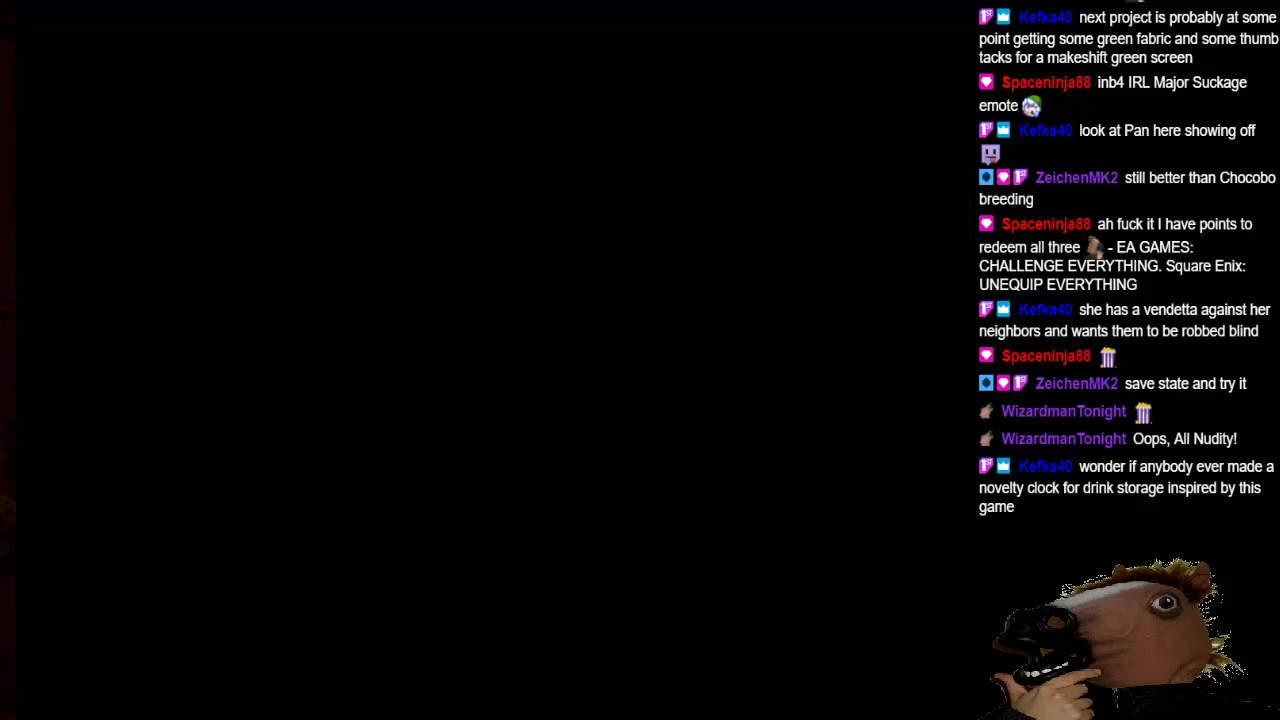 Kefka40 next project is probably at some
point getting some green fabric and some thumb
tacks for a makeshift green screen
Spaceninja88 inb4 IRL Major Suckage
emote
Kefka40 look at Pan here showing off
ZeichenMK2 still better than Chocobo
breeding
Spaceninja88 ah fuck it I have points to
redeem all three - EA GAMES:
CHALLENGE EVERYTHING. Square Enix:
UNEQUIP EVERYTHING
Kefka40 she has a vendetta against her
neighbors and wants them to be robbed blind
Spaceninja88
ZeichenMK2 save state and try it
WizardmanTonight
WizardmanTonight Oops, All Nudity!
Kefka40 wonder if anybody ever made a
novelty clock for drink storage inspired by this
game